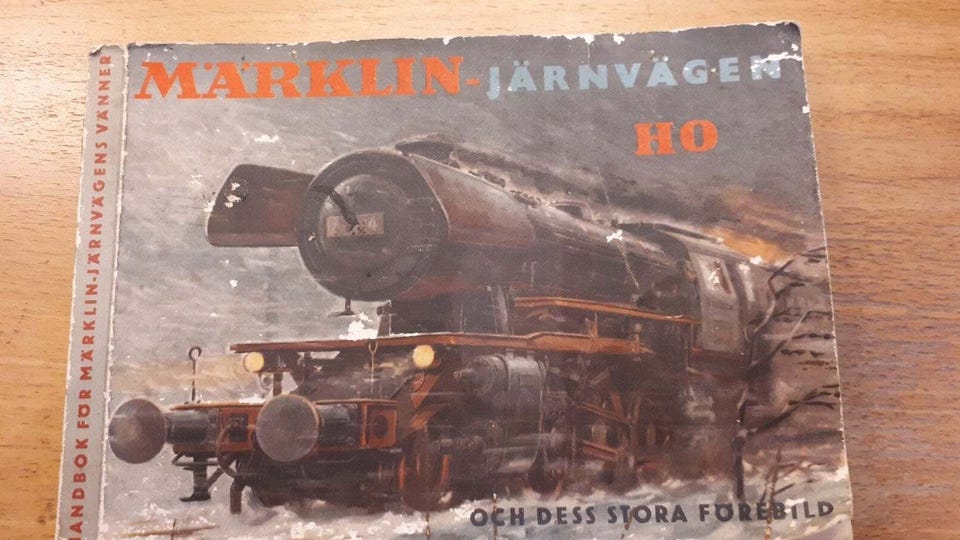 MÄRKLIN-JÄRNVÄGEN
HO
OCH DESS STORA FÖREBILD
HANDBOK FÖR MÄRKLIN-JÄRNVÄGENS VÄNNER